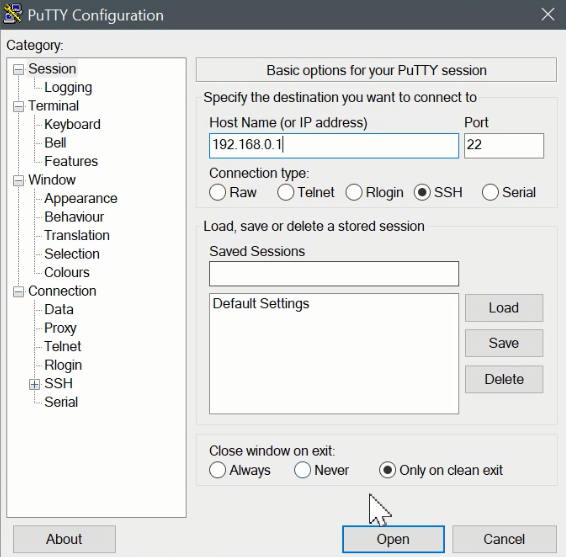 PuTTY Configuration
Category:
Session
Logging
Terminal
Keyboard
Bell
Features
Window
Appearance
Behaviour
Translation
Selection
Colours
Connection
Data
Proxy
Telnet
Rlogin
SSH
Serial
Basic options for your PuTTY session
Specify the destination you want to connect to
Host Name (or IP address) Port
192.168.0.1 22
Connection type:
Raw Telnet Rlogin SSH Serial
Load, save or delete a stored session
Saved Sessions
Default Settings
Load
Save
Delete
Close window on exit:
Always Never Only on clean exit
About Open Cancel